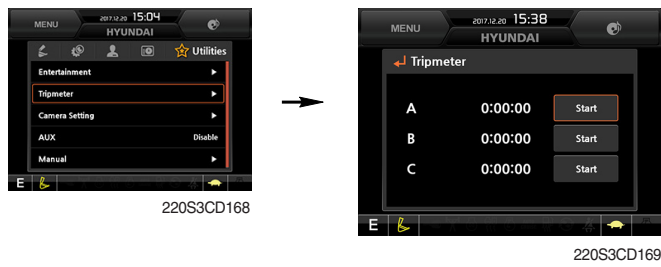 MENU
2017.12.20 15:04
HYUNDAI
Utilities
Entertainment
Tripmeter
Camera Setting
AUX Disable
Manual
E
220S3CD168
MENU
2017.12.20 15:38
HYUNDAI
Tripmeter
A 0:00:00 Start
B 0:00:00 Start
C 0:00:00 Start
E
220S3CD169